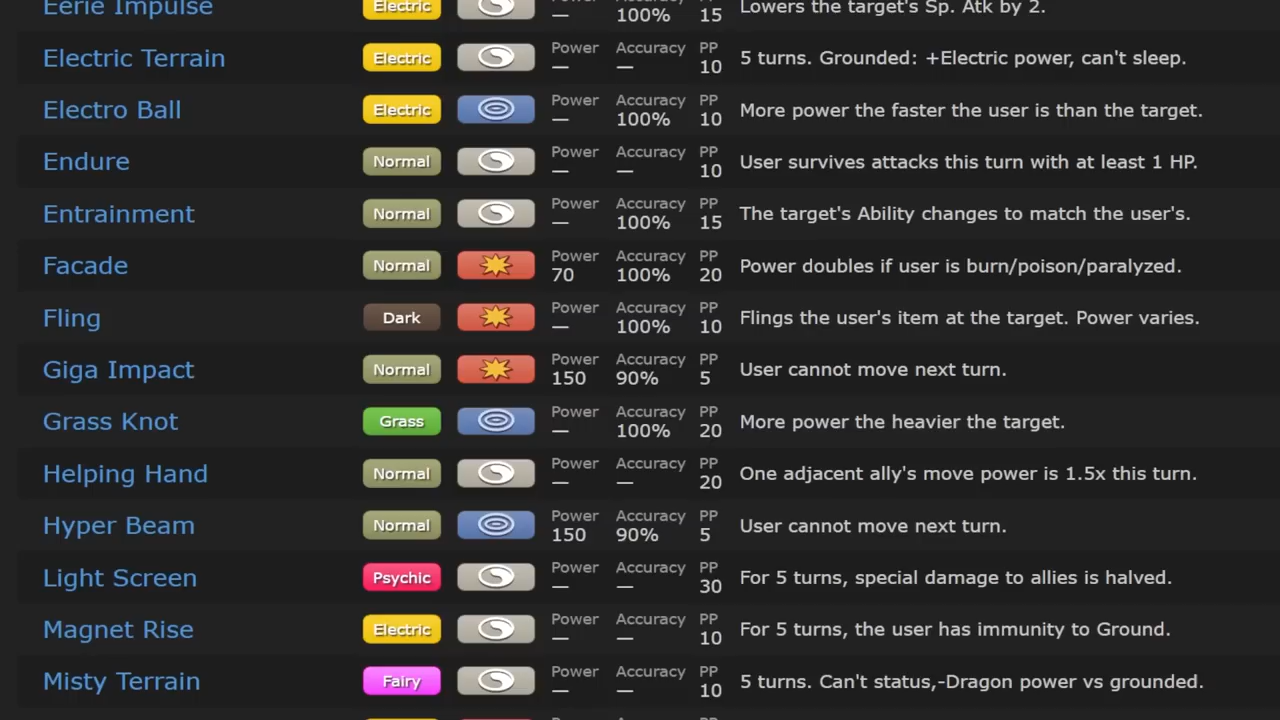 Eerie Impulse Electric — 100% 15 Lowers the target's Sp. Atk by 2.
Electric Terrain Electric Power — Accuracy — PP 10 5 turns. Grounded: +Electric power, can't sleep.
Electro Ball Electric Power — Accuracy 100% PP 10 More power the faster the user is than the target.
Endure Normal Power — Accuracy — PP 10 User survives attacks this turn with at least 1 HP.
Entrainment Normal Power — Accuracy 100% PP 15 The target's Ability changes to match the user's.
Facade Normal Power 70 Accuracy 100% PP 20 Power doubles if user is burn/poison/paralyzed.
Fling Dark Power — Accuracy 100% PP 10 Flings the user's item at the target. Power varies.
Giga Impact Normal Power 150 Accuracy 90% PP 5 User cannot move next turn.
Grass Knot Grass Power — Accuracy 100% PP 20 More power the heavier the target.
Helping Hand Normal Power — Accuracy — PP 20 One adjacent ally's move power is 1.5x this turn.
Hyper Beam Normal Power 150 Accuracy 90% PP 5 User cannot move next turn.
Light Screen Psychic Power — Accuracy — PP 30 For 5 turns, special damage to allies is halved.
Magnet Rise Electric Power — Accuracy — PP 10 For 5 turns, the user has immunity to Ground.
Misty Terrain Fairy Power — Accuracy — PP 10 5 turns. Can't status,-Dragon power vs grounded.